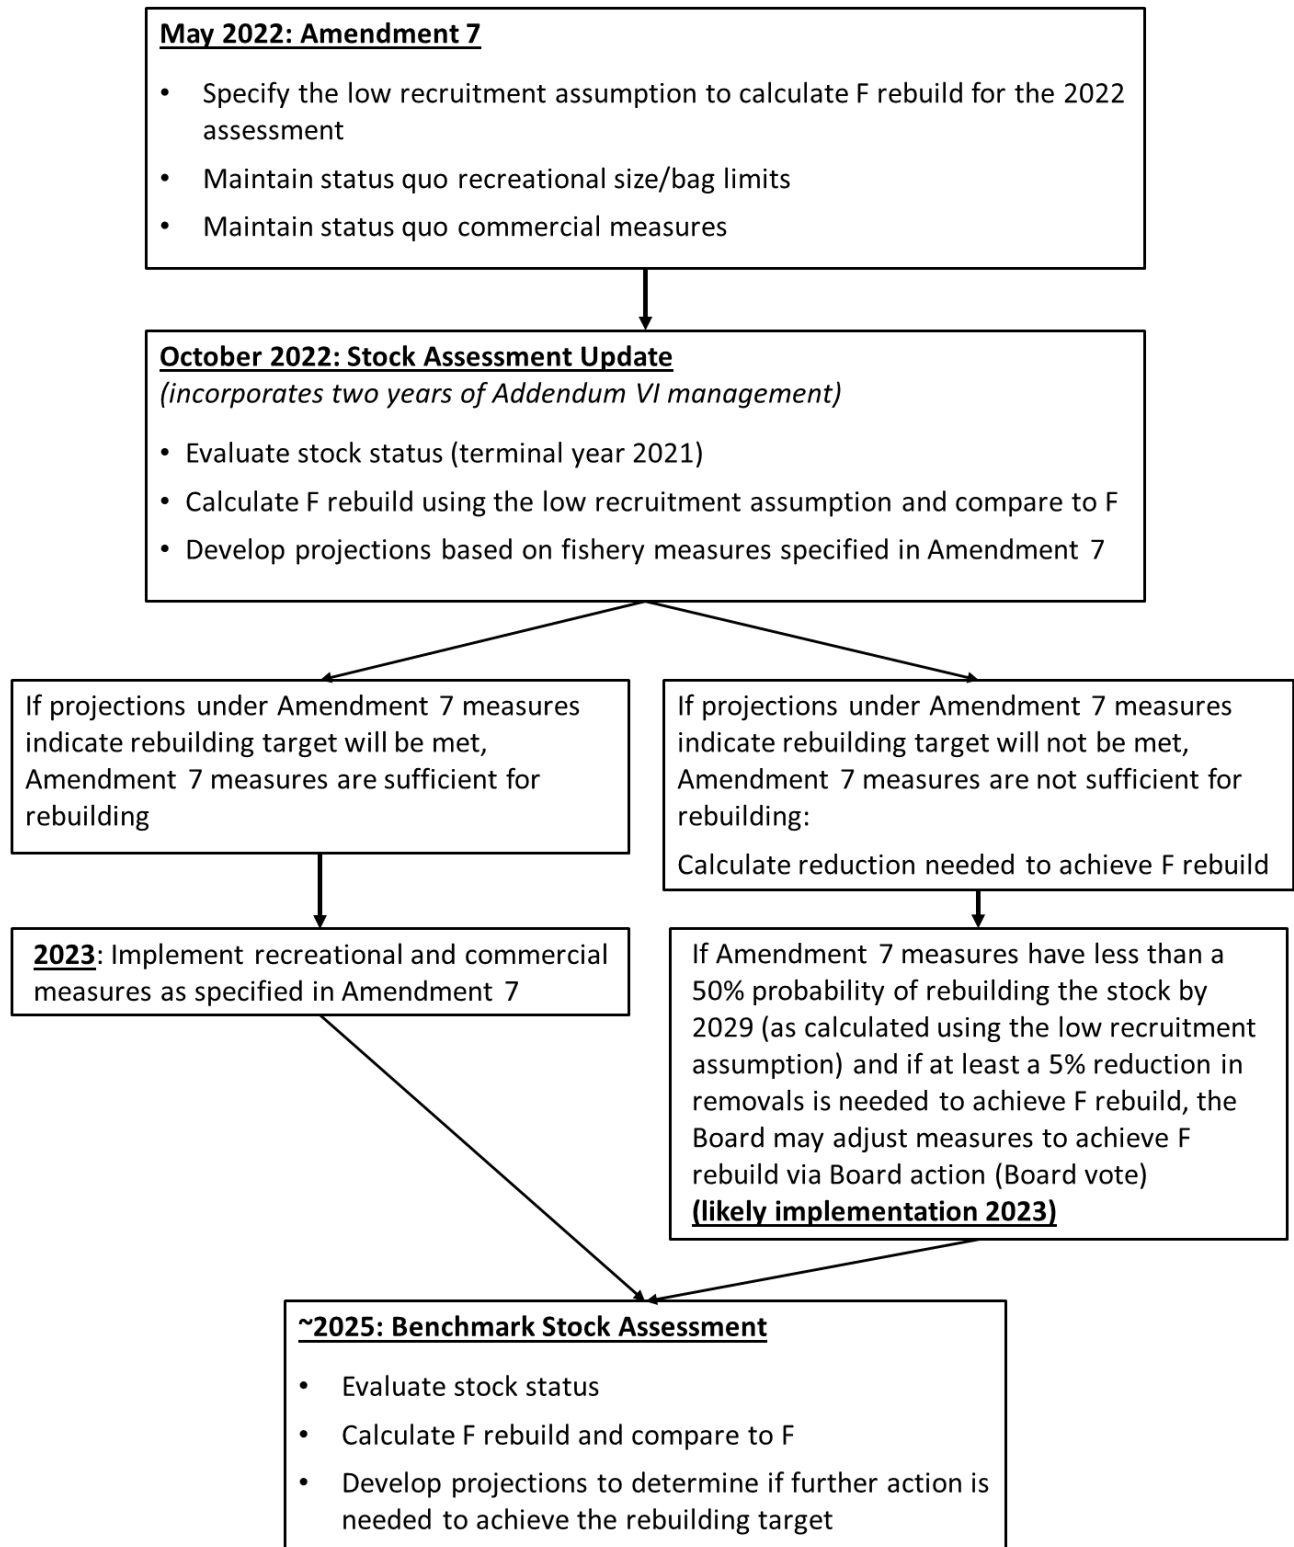 May 2022: Amendment 7
• Specify the low recruitment assumption to calculate F rebuild for the 2022
assessment
• Maintain status quo recreational size/bag limits
• Maintain status quo commercial measures
October 2022: Stock Assessment Update
(incorporates two years of Addendum VI management)
• Evaluate stock status (terminal year 2021)
• Calculate F rebuild using the low recruitment assumption and compare to F
• Develop projections based on fishery measures specified in Amendment 7
If projections under Amendment 7 measures
indicate rebuilding target will be met,
Amendment 7 measures are sufficient for
rebuilding
If projections under Amendment 7 measures
indicate rebuilding target will not be met,
Amendment 7 measures are not sufficient for
rebuilding:
Calculate reduction needed to achieve F rebuild
2023: Implement recreational and commercial
measures as specified in Amendment 7
If Amendment 7 measures have less than a
50% probability of rebuilding the stock by
2029 (as calculated using the low recruitment
assumption) and if at least a 5% reduction in
removals is needed to achieve F rebuild, the
Board may adjust measures to achieve F
rebuild via Board action (Board vote)
(likely implementation 2023)
~2025: Benchmark Stock Assessment
• Evaluate stock status
• Calculate F rebuild and compare to F
• Develop projections to determine if further action is
needed to achieve the rebuilding target